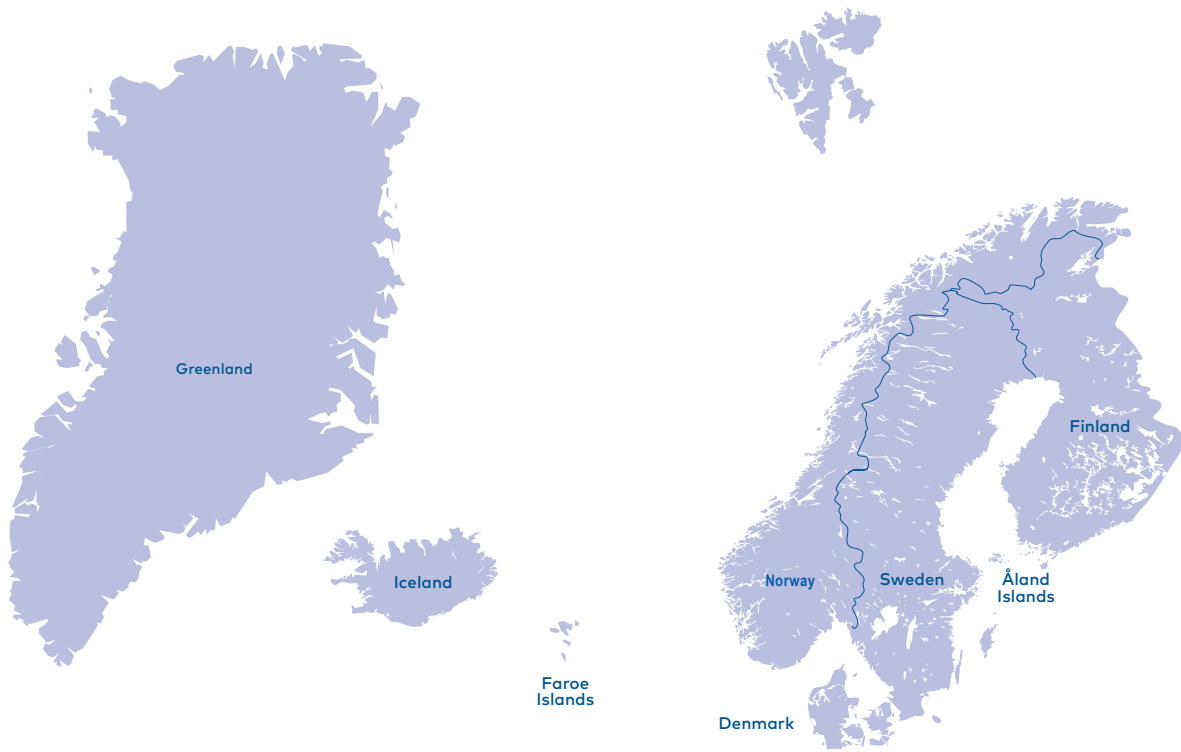 Greenland
Finland
Iceland
Norway
Sweden
Åland
Islands
Faroe
Islands
Denmark